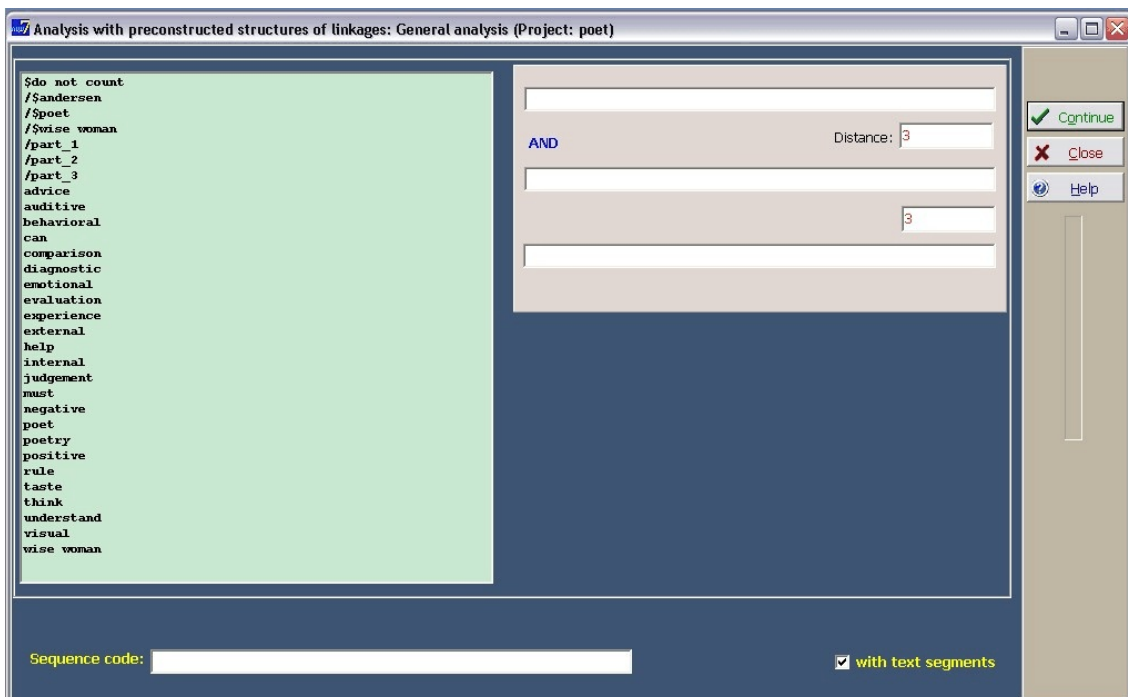 Analysis with preconstructed structures of linkages: General analysis (Project: poet)
$do not count
/$andersen
/$poet
/$wise woman
/part_1
/part_2
/part_3
advice
auditive
behavioral
can
comparison
diagnostic
emotional
evaluation
experience
external
help
internal
judgement
must
negative
poet
poetry
positive
rule
taste
think
understand
visual
wise woman
AND
Distance: 3
3
Continue
Close
Help
Sequence code:
with text segments